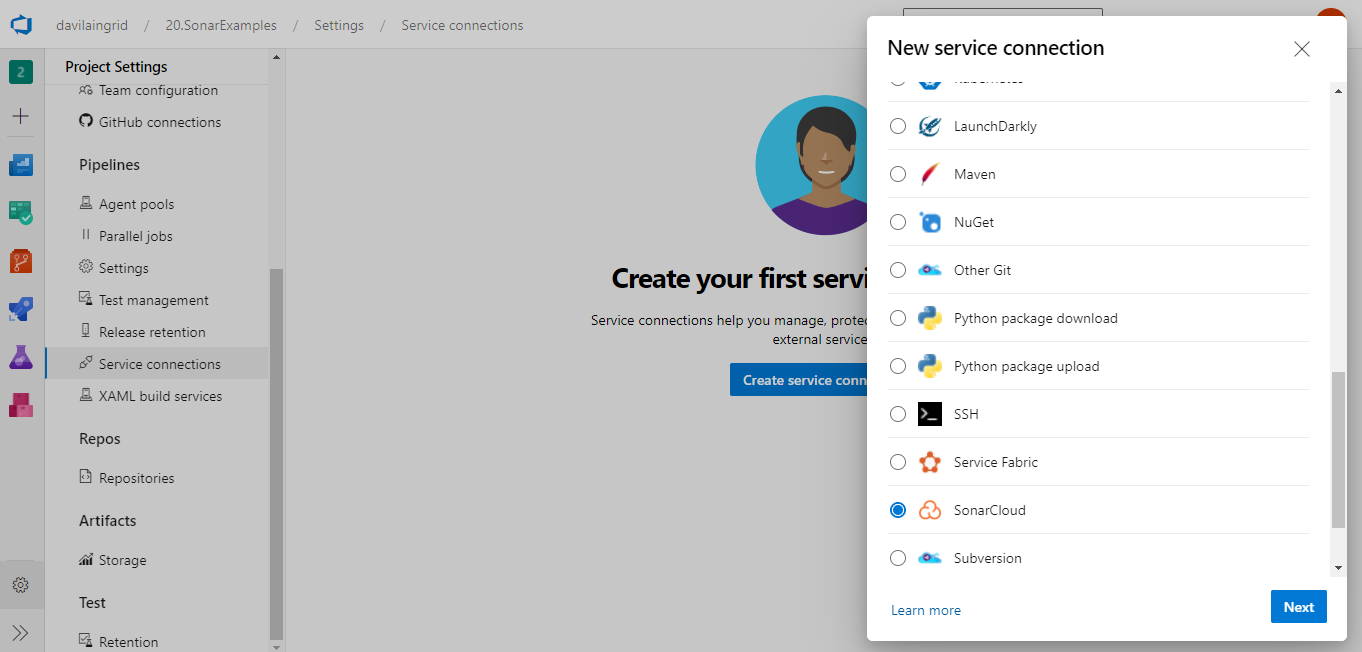 davilaingrid / 20.SonarExamples / Settings / Service connections
2
Project Settings
Team configuration
GitHub connections
Pipelines
Agent pools
Parallel jobs
Settings
Test management
Release retention
Service connections
XAML build services
Repos
Repositories
Artifacts
Storage
Test
Retention
Create your first servi
Service connections help you manage, protec
external service
Create service conn
New service connection
Kubernetes
LaunchDarkly
Maven
NuGet
Other Git
Python package download
Python package upload
SSH
Service Fabric
SonarCloud
Subversion
Learn more
Next